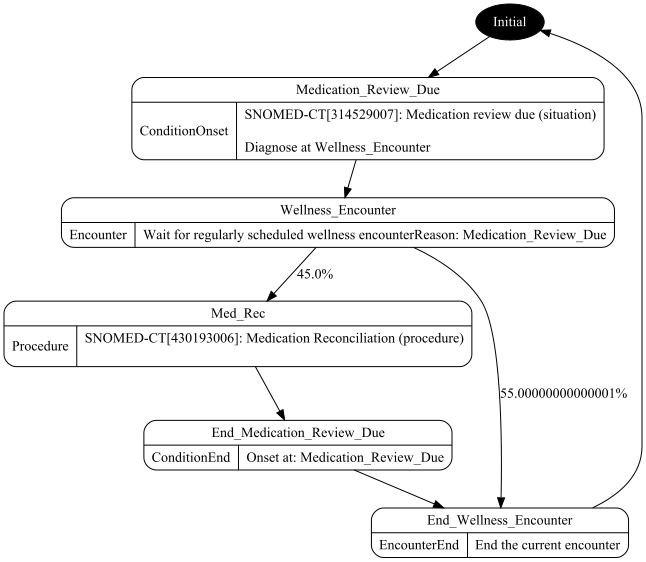 Initial
Medication_Review_Due
ConditionOnset
SNOMED-CT[314529007]: Medication review due (situation)
Diagnose at Wellness_Encounter
Wellness_Encounter
Encounter
Wait for regularly scheduled wellness encounterReason: Medication_Review_Due
45.0%
Med_Rec
Procedure
SNOMED-CT[430193006]: Medication Reconciliation (procedure)
55.00000000000001%
End_Medication_Review_Due
ConditionEnd
Onset at: Medication_Review_Due
End_Wellness_Encounter
EncounterEnd
End the current encounter